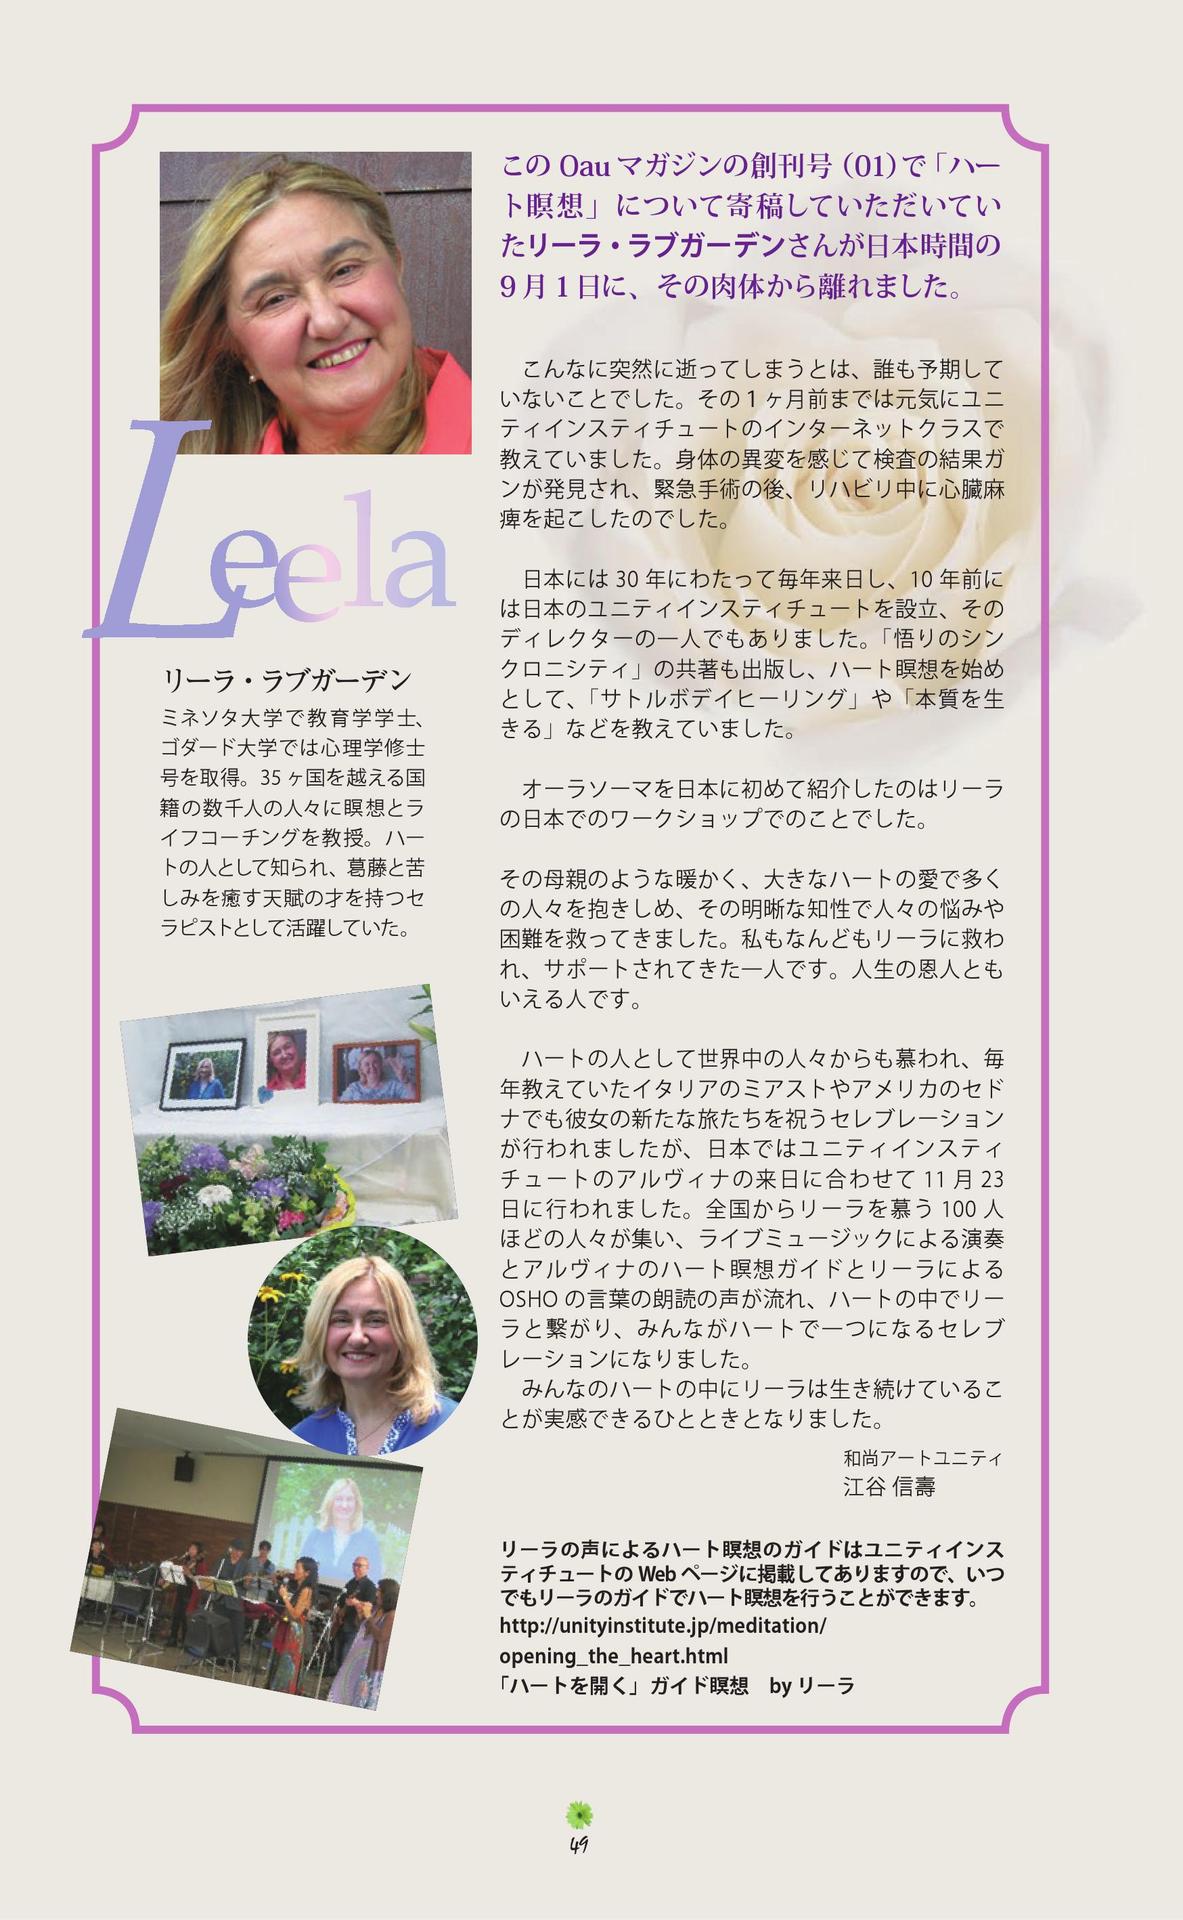 この Oau マガジンの創刊号（01）で「ハー
ト瞑想」について寄稿していただいてい
たリーラ・ラブガーデンさんが日本時間の
9 月 1 日に、その肉体から離れました。
こんなに突然に逝ってしまうとは、誰も予期して
いないことでした。その 1 ヶ月前までは元気にユニ
ティインスティチュートのインターネットクラスで
教えていました。身体の異変を感じて検査の結果ガ
ンが発見され、緊急手術の後、リハビリ中に心臓麻
痺を起こしたのでした。
日本には 30 年にわたって毎年来日し、10 年前に
は日本のユニティインスティチュートを設立、その
ディレクターの一人でもありました。「悟りのシン
クロニシティ」の共著も出版し、ハート瞑想を始め
として、「サトルボデイヒーリング」や「本質を生
きる」などを教えていました。
オーラソーマを日本に初めて紹介したのはリーラ
の日本でのワークショップでのことでした。
その母親のような暖かく、大きなハートの愛で多く
の人々を抱きしめ、その明晰な知性で人々の悩みや
困難を救ってきました。私もなんどもリーラに救わ
れ、サポートされてきた一人です。人生の恩人とも
いえる人です。
ハートの人として世界中の人々からも慕われ、毎
年教えていたイタリアのミアストやアメリカのセド
ナでも彼女の新たな旅たちを祝うセレブレーション
が行われましたが、日本ではユニティインスティ
チュートのアルヴィナの来日に合わせて 11 月 23
日に行われました。全国からリーラを慕う 100 人
ほどの人々が集い、ライブミュージックによる演奏
とアルヴィナのハート瞑想ガイドとリーラによる
OSHO の言葉の朗読の声が流れ、ハートの中でリー
ラと繋がり、みんながハートで一つになるセレブ
レーションになりました。
みんなのハートの中にリーラは生き続けているこ
とが実感できるひとときとなりました。
和尚アートユニティ
江谷 信壽
リーラの声によるハート瞑想のガイドはユニティインス
ティチュートの Web ページに掲載してありますので、いつ
でもリーラのガイドでハート瞑想を行うことができます。
http://unityinstitute.jp/meditation/
opening_the_heart.html
「ハートを開く」ガイド瞑想　by リーラ
Leela
リーラ・ラブガーデン
ミネソタ大学で教育学学士、
ゴダード大学では心理学修士
号を取得。35 ヶ国を越える国
籍の数千人の人々に瞑想とラ
イフコーチングを教授。ハー
トの人として知られ、葛藤と苦
しみを癒す天賦の才を持つセ
ラピストとして活躍していた。
49